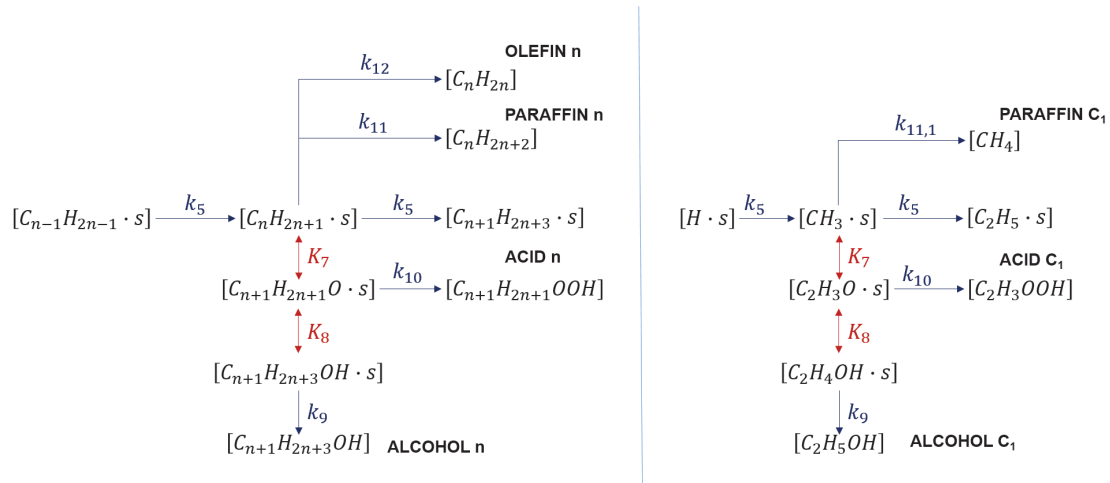 OLEFIN n
k₁₂
[CₙH₂ₙ]
PARAFFIN n
k₁₁
[CₙH₂ₙ₊₂]
[Cₙ₋₁H₂ₙ₋₁ · s] k₅ [CₙH₂ₙ₊₁ · s] k₅ [Cₙ₊₁H₂ₙ₊₃ · s]
K₇
ACID n
[Cₙ₊₁H₂ₙ₊₁O · s] k₁₀ [Cₙ₊₁H₂ₙ₊₁OOH]
K₈
[Cₙ₊₁H₂ₙ₊₃OH · s]
k₉
[Cₙ₊₁H₂ₙ₊₃OH] ALCOHOL n
PARAFFIN C₁
k₁₁,₁
[CH₄]
[H · s] k₅ [CH₃ · s] k₅ [C₂H₅ · s]
K₇
ACID C₁
[C₂H₃O · s] k₁₀ [C₂H₃OOH]
K₈
[C₂H₄OH · s]
k₉
[C₂H₅OH] ALCOHOL C₁